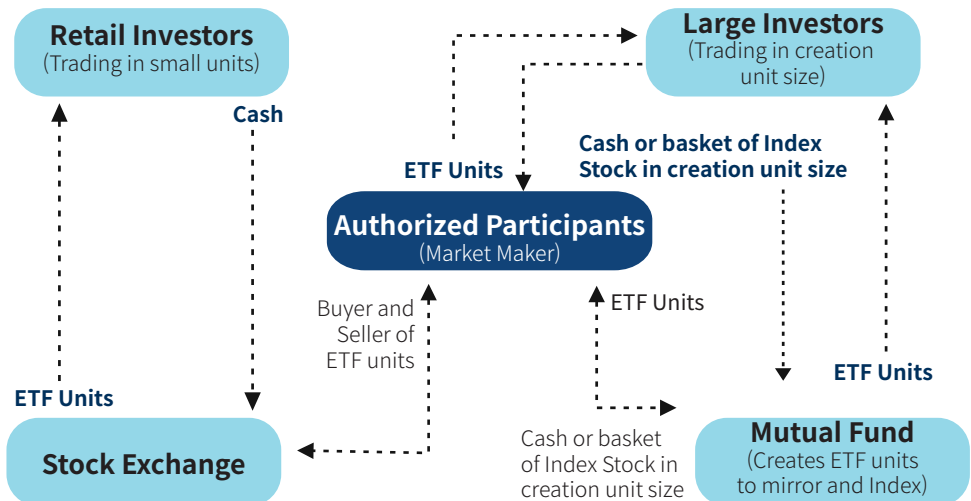 Retail Investors
(Trading in small units)
Large Investors
(Trading in creation
unit size)
Cash
ETF Units
Cash or basket of Index
Stock in creation unit size
Authorized Participants
(Market Maker)
Buyer and
Seller of
ETF units
ETF Units
ETF Units
ETF Units
Stock Exchange
Cash or basket
of Index Stock in
creation unit size
Mutual Fund
(Creates ETF units
to mirror and Index)